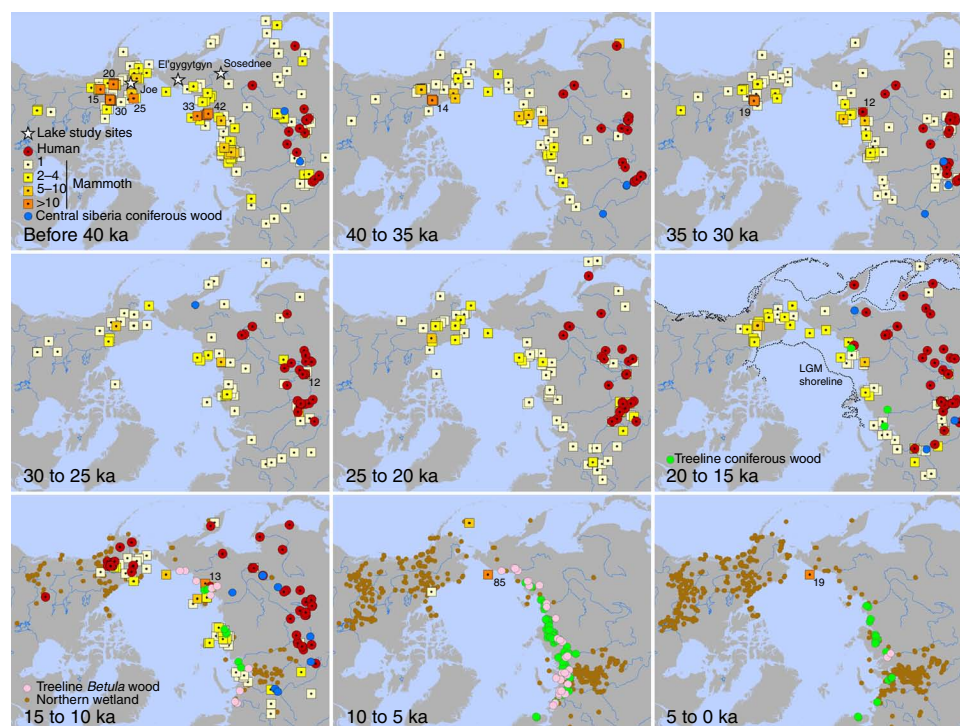 El'gygytgyn
Sosednee
20
Joe
15
30
25
33
42
Lake study sites
Human
1
2–4
5–10
>10
Mammoth
Central siberia coniferous wood
Before 40 ka
14
40 to 35 ka
19
12
35 to 30 ka
12
30 to 25 ka
25 to 20 ka
LGM
shoreline
Treeline coniferous wood
20 to 15 ka
13
Treeline Betula wood
Northern wetland
15 to 10 ka
85
10 to 5 ka
19
5 to 0 ka